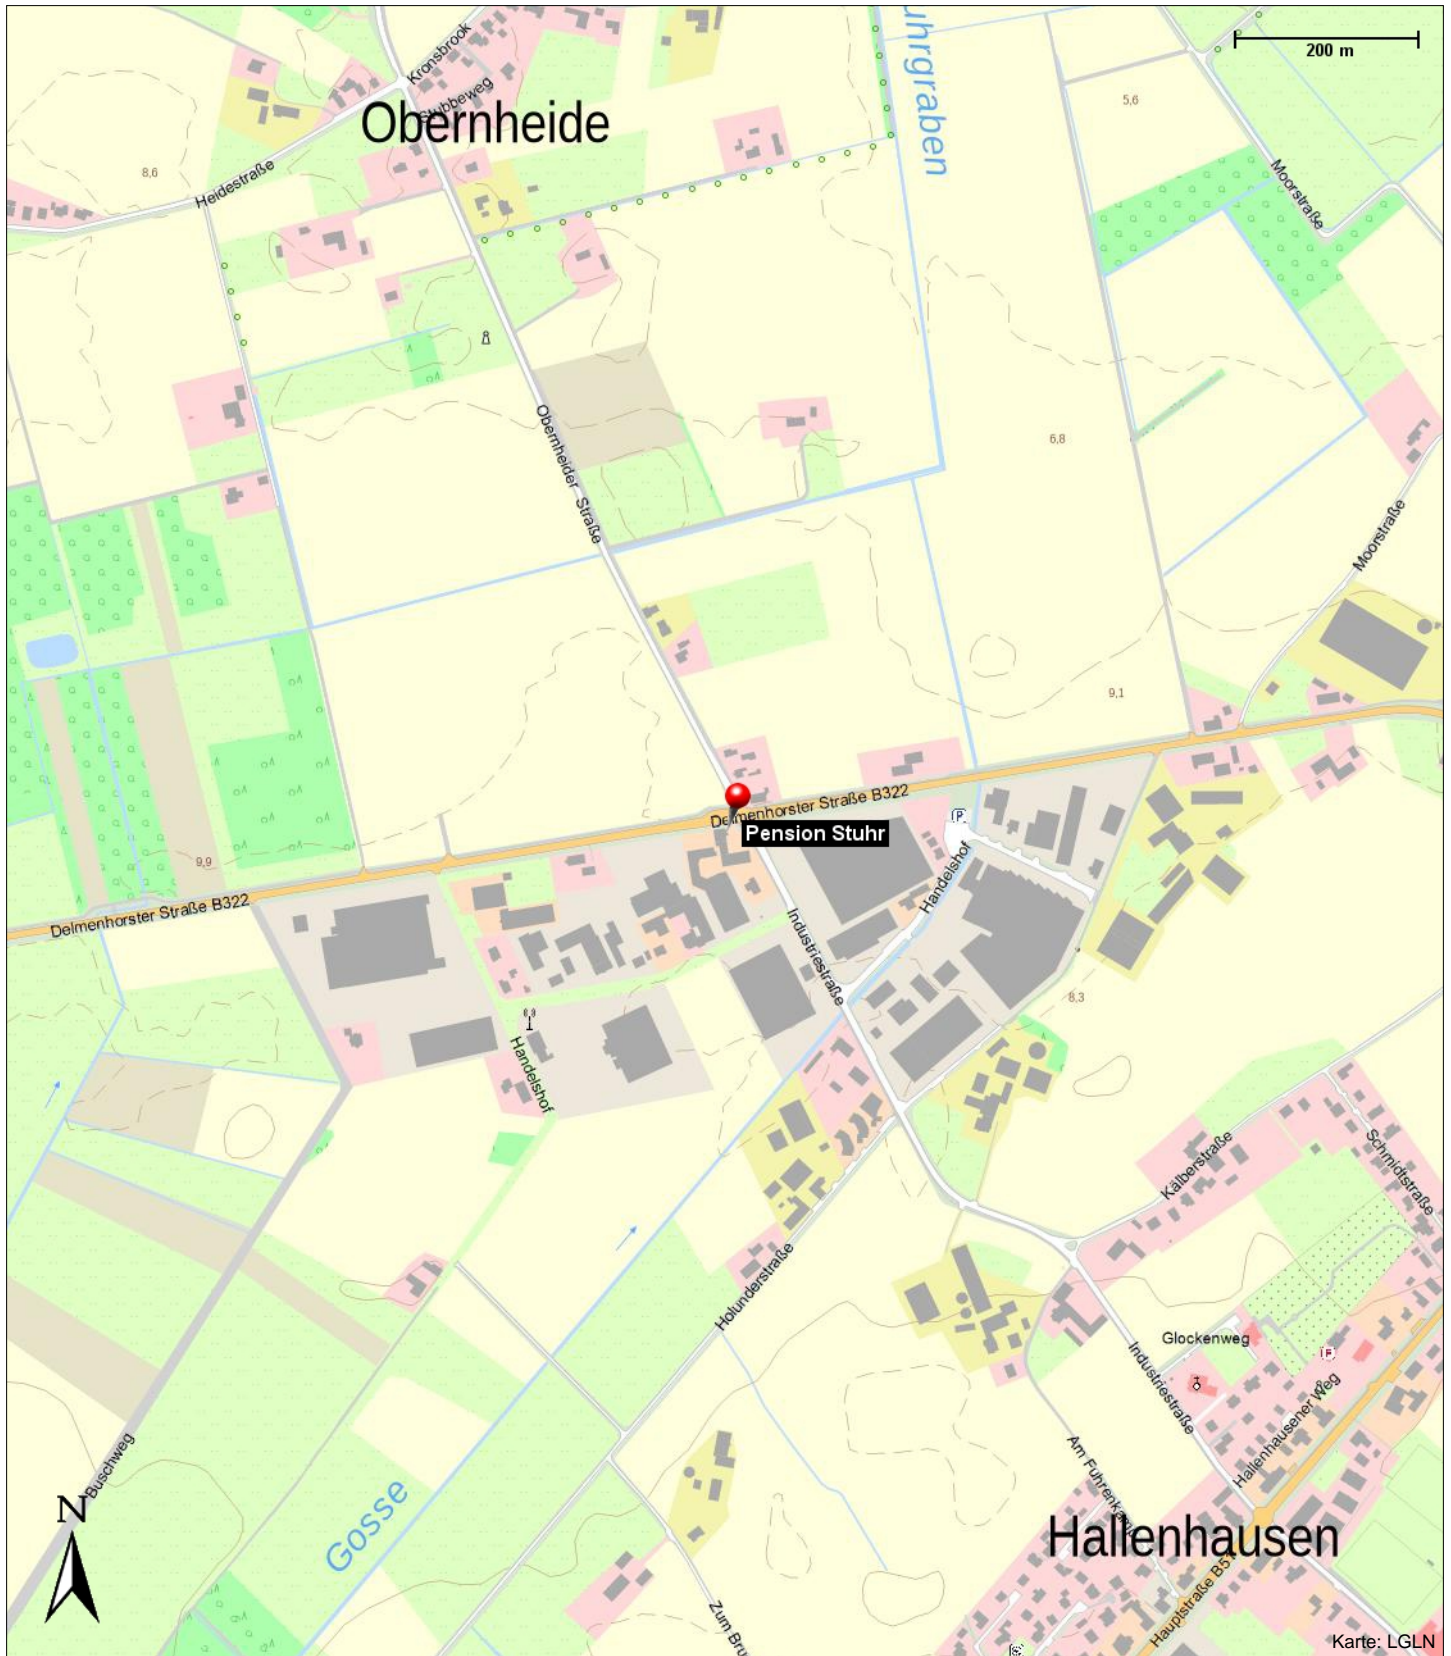 200 m
Kronsbrook
Stubbeweg
Obernheide
uhrgraben
5,6
8,6
Heidestraße
Moorstraße
Obernheider Straße
6,8
Moorstraße
9,1
Delmenhorster Straße B322
Pension Stuhr
P
Handelshof
9,9
Delmenhorster Straße B322
Industriestraße
8,3
Handelshof
Kälberstraße
Schmidtstraße
Holunderstraße
Glockenweg
Industriestraße
Hallenhausener Weg
Am Fuhrenkamp
Buschweg
N
Gosse
Hallenhausen
Hauptstraße B51
Zum Bru
Karte: LGLN